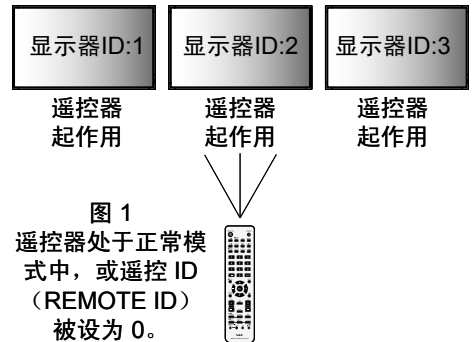 显示器ID:1 显示器ID:2 显示器ID:3
遥控器 遥控器 遥控器
起作用 起作用 起作用
图 1
遥控器处于正常模
式中，或遥控 ID
（REMOTE ID）
被设为 0。